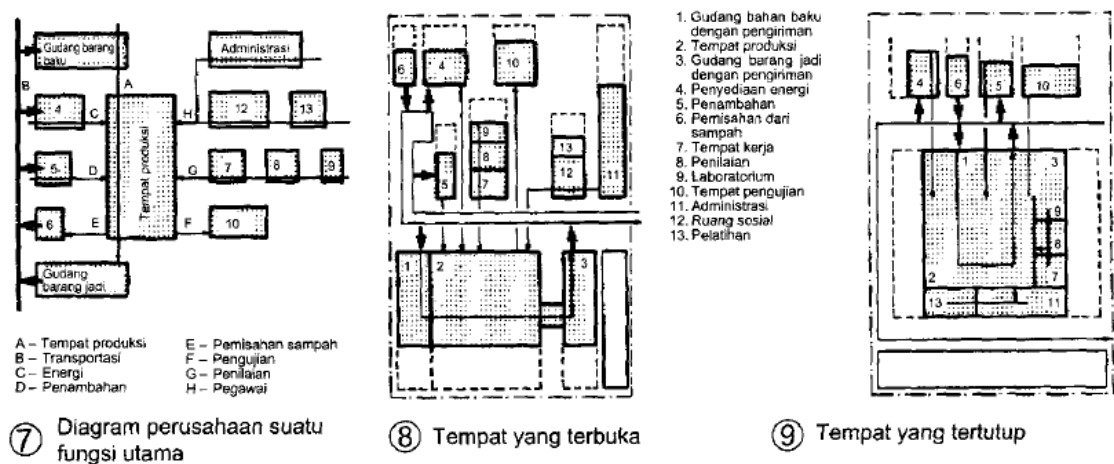 Gudang barang
baku
Administrasi
B
A
4
C
H
12
13
Tempat produksi
5
D
G
7
8
9
6
E
F
10
Gudang
barang jadi
A – Tempat produksi
B – Transportasi
C – Energi
D – Penambahan
E – Pemisahan sampah
F – Pengujian
G – Penilaian
H – Pegawai
7 Diagram perusahaan suatu
fungsi utama
6
4
10
9
8
7
5
13
12
11
1
2
3
8 Tempat yang terbuka
1. Gudang bahan baku
dengan pengiriman
2. Tempat produksi
3. Gudang barang jadi
dengan pengiriman
4. Penyediaan energi
5. Penambahan
6. Pemisahan dari
sampah
7. Tempat kerja
8. Penilaian
9. Laboratorium
10. Tempat pengujian
11. Administrasi
12. Ruang sosial
13. Pelatihan
4
6
5
10
1
3
9
8
7
2
13
11
9 Tempat yang tertutup